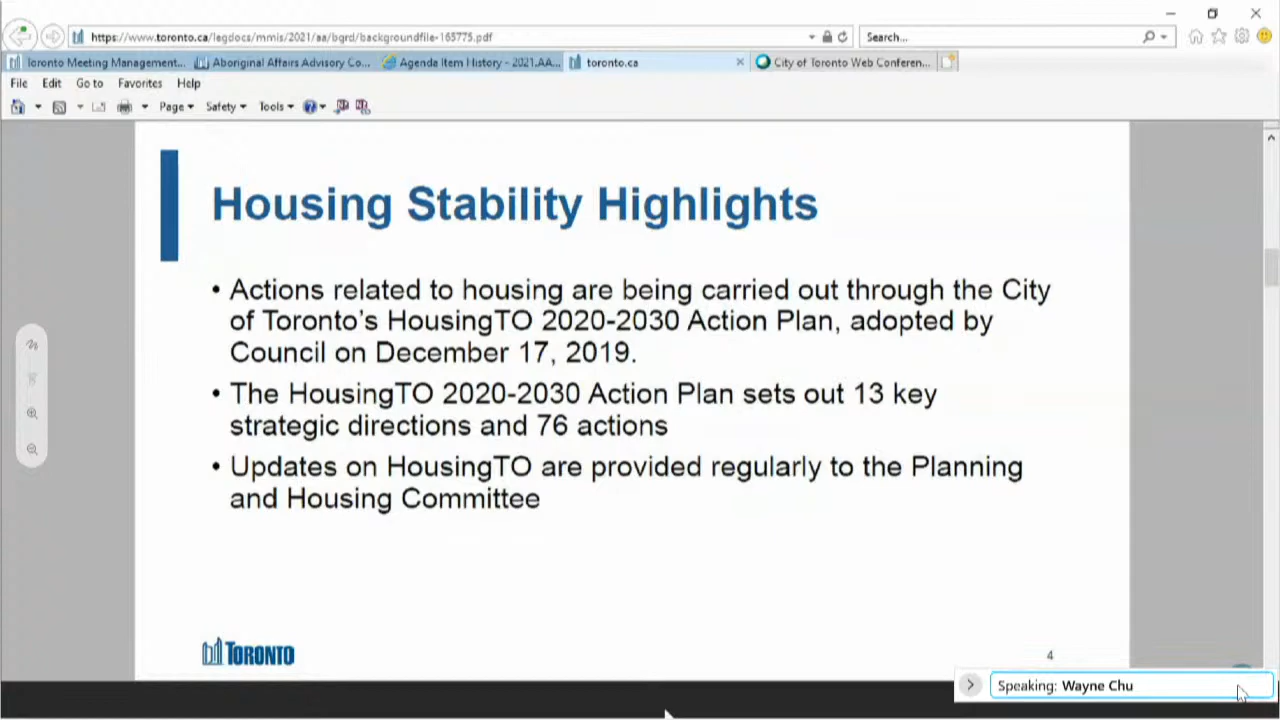 https://www.toronto.ca/legdocs/mmis/2021/aa/bgrd/backgroundfile-165775.pdf
Search...
Toronto Meeting Management...
Aboriginal Affairs Advisory Co...
Agenda Item History - 2021.AA...
toronto.ca
City of Toronto Web Conferen...
File Edit Go to Favorites Help
Page Safety Tools
Housing Stability Highlights
• Actions related to housing are being carried out through the City
of Toronto's HousingTO 2020-2030 Action Plan, adopted by
Council on December 17, 2019.
• The HousingTO 2020-2030 Action Plan sets out 13 key
strategic directions and 76 actions
• Updates on HousingTO are provided regularly to the Planning
and Housing Committee
TORONTO
4
Speaking: Wayne Chu